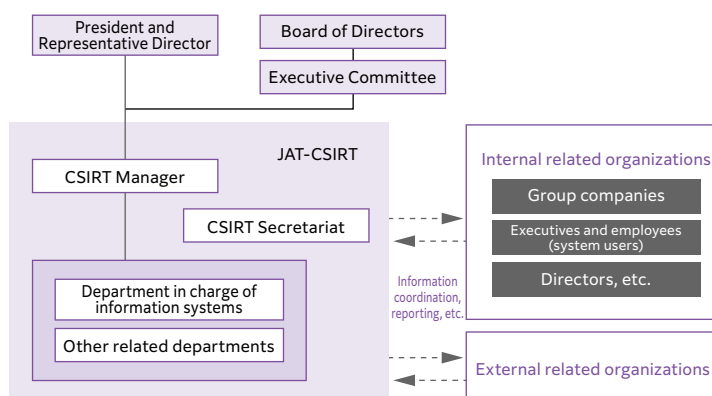 President and
Representative Director
Board of Directors
Executive Committee
JAT-CSIRT
CSIRT Manager
CSIRT Secretariat
Department in charge of
information systems
Other related departments
Information
coordination,
reporting, etc.
Internal related organizations
Group companies
Executives and employees
(system users)
Directors, etc.
External related organizations